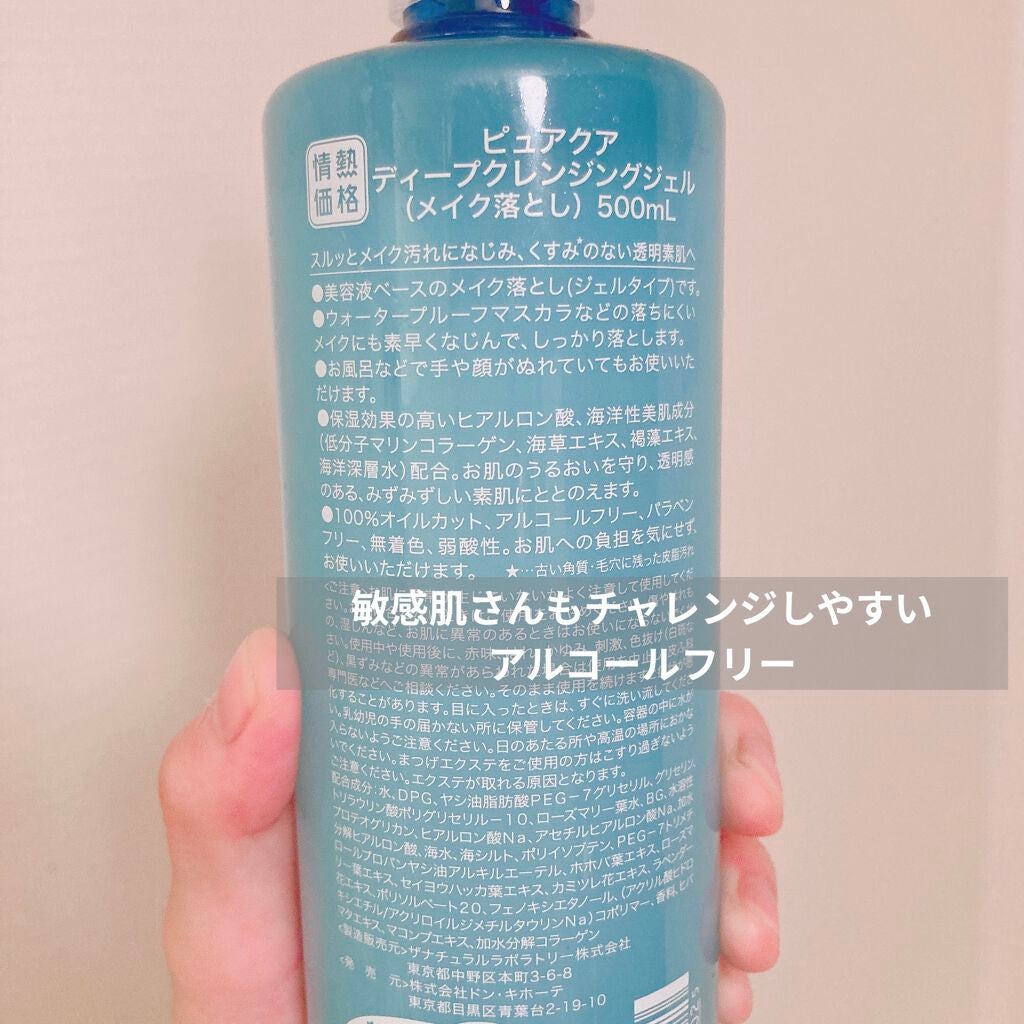 情熱
価格
ピュアクア
ディープクレンジングジェル
(メイク落とし) 500mL
スルッとメイク汚れになじみ、くすみ★のない透明素肌へ
●美容液ベースのメイク落とし(ジェルタイプ)です。
●ウォータープルーフマスカラなどの落ちにくい
メイクにも素早くなじんで、しっかり落とします。
●お風呂などで手や顔がぬれていてもお使いいた
だけます。
●保湿効果の高いヒアルロン酸、海洋性美肌成分
(低分子マリンコラーゲン、海草エキス、褐藻エキス、
海洋深層水)配合。お肌のうるおいを守り、透明感
のある、みずみずしい素肌にととのえます。
●100%オイルカット、アルコールフリー、パラベン
フリー、無着色、弱酸性。お肌への負担を気にせず、
お使いいただけます。 ★…古い角質・毛穴に残った皮脂汚れ
敏感肌さんもチャレンジしやすい
アルコールフリー
の、湿しんなど、お肌に異常のあるときはお使いにならない
専門医などへご相談ください。そのまま使用を続けますと
化することがあります。目に入ったときは、すぐに洗い流してくださ
い。乳幼児の手の届かない所に保管してください。容器の中に水が
入らないようご注意ください。日のあたる所や高温の場所におかな
いでください。まつげエクステをご使用の方はこすり過ぎないよう
ご注意ください。エクステが取れる原因となります。
配合成分:水、DPG、ヤシ油脂肪酸PEG-7グリセリル、グリセリン、
トリラウリン酸ポリグリセリル-10、ローズマリー葉水、BG、水溶性
プロテオグリカン、ヒアルロン酸Na、アセチルヒアルロン酸Na、加水
分解ヒアルロン酸、海水、海シルト、ポリイソブテン、PEG-7トリメチ
ロールプロパンヤシ油アルキルエーテル、ホホバ葉エキス、ローズマ
リー葉エキス、セイヨウハッカ葉エキス、カミツレ花エキス、ラベンダー
花エキス、ポリソルベート20、フェノキシエタノール、(アクリル酸ヒドロ
キシエチル/アクリロイルジメチルタウリンNa)コポリマー、香料、ヒバ
マタエキス、マコンブエキス、加水分解コラーゲン
<製造販売元>ザナチュラルラボラトリー株式会社
東京都中野区本町3-6-8
<発 売 元>株式会社ドン・キホーテ
東京都目黒区青葉台2-19-10